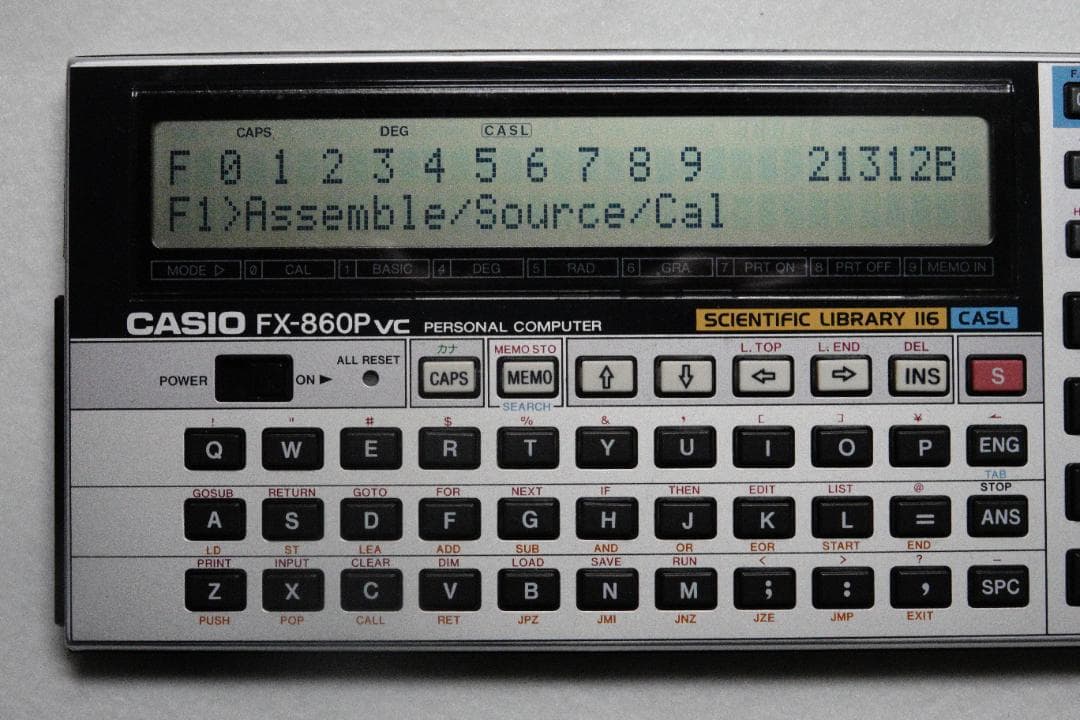 CAPS DEG CASL
F 0 1 2 3 4 5 6 7 8 9 21312B
F1>Assemble/Source/Cal
MODE ▷ 0 CAL 1 BASIC 4 DEG 5 RAD 6 GRA 7 PRT ON 8 PRT OFF 9 MEMO IN
CASIO FX-860P VC PERSONAL COMPUTER SCIENTIFIC LIBRARY 116 CASL
カナ MEMO STO L. TOP L. END DEL
POWER ON ▶ ALL RESET CAPS MEMO ⇧ ⇩ ⇦ ⇨ INS S
SEARCH
! " # $ % & ' [ ] ¥
Q W E R T Y U I O P ENG
TAB
GOSUB RETURN GOTO FOR NEXT IF THEN EDIT LIST @ STOP
A S D F G H J K L = ANS
LD ST LEA ADD SUB AND OR EOR START END
PRINT INPUT CLEAR DIM LOAD SAVE RUN < > ? –
Z X C V B N M ; : , SPC
PUSH POP CALL RET JPZ JMI JNZ JZE JMP EXIT